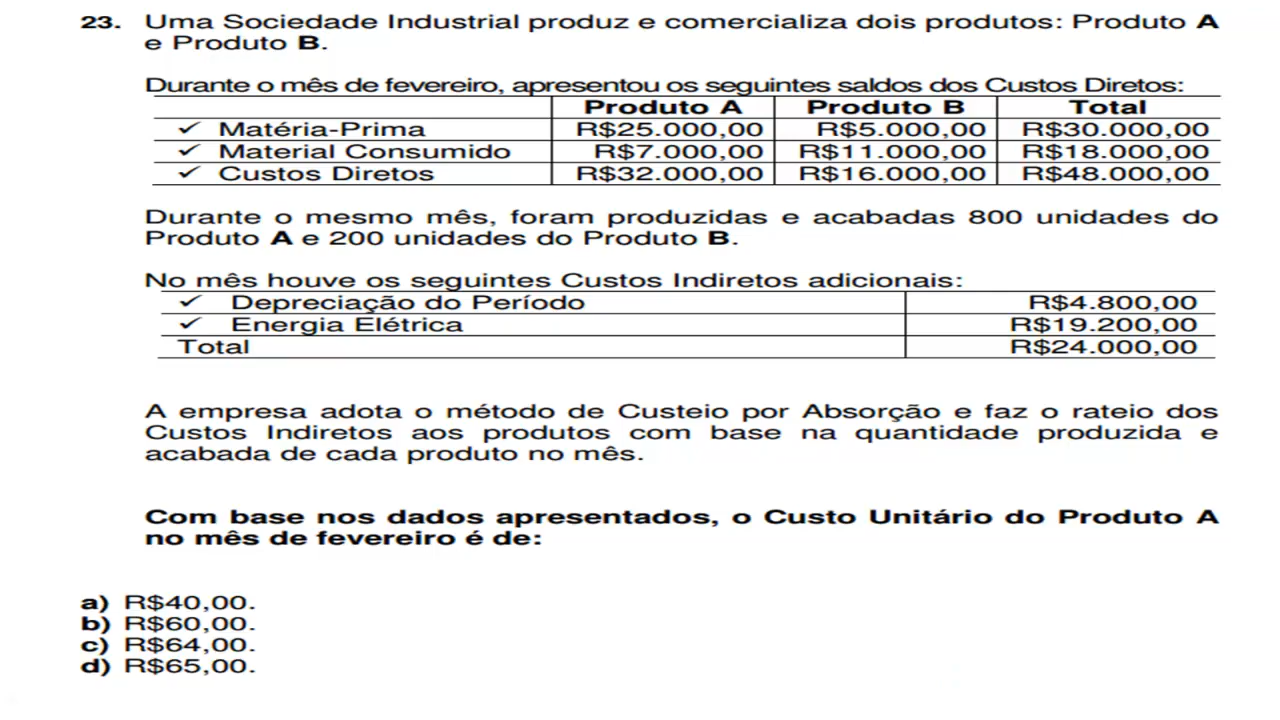 23. Uma Sociedade Industrial produz e comercializa dois produtos: Produto A
e Produto B.
Durante o mês de fevereiro, apresentou os seguintes saldos dos Custos Diretos:
Produto A Produto B Total
✓ Matéria-Prima R$25.000,00 R$5.000,00 R$30.000,00
✓ Material Consumido R$7.000,00 R$11.000,00 R$18.000,00
✓ Custos Diretos R$32.000,00 R$16.000,00 R$48.000,00
Durante o mesmo mês, foram produzidas e acabadas 800 unidades do
Produto A e 200 unidades do Produto B.
No mês houve os seguintes Custos Indiretos adicionais:
✓ Depreciação do Período R$4.800,00
✓ Energia Elétrica R$19.200,00
Total R$24.000,00
A empresa adota o método de Custeio por Absorção e faz o rateio dos
Custos Indiretos aos produtos com base na quantidade produzida e
acabada de cada produto no mês.
Com base nos dados apresentados, o Custo Unitário do Produto A
no mês de fevereiro é de:
a) R$40,00.
b) R$60,00.
c) R$64,00.
d) R$65,00.